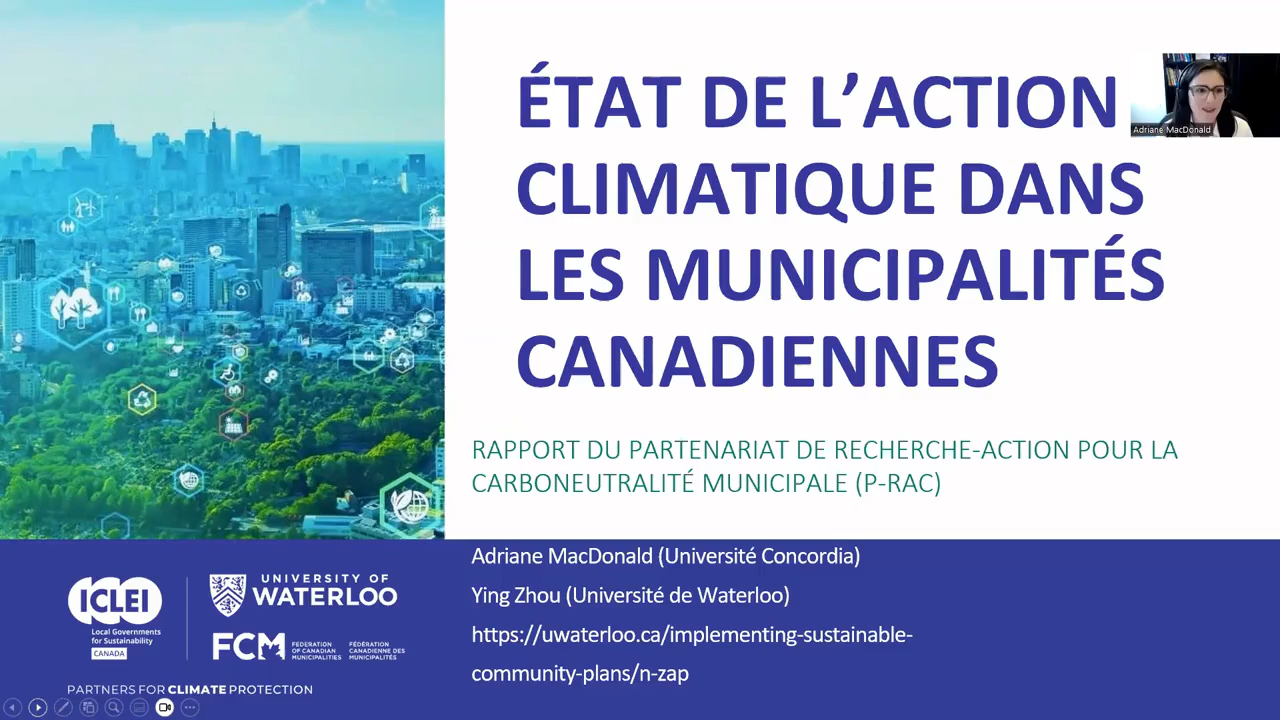 ÉTAT DE L’ACTION
CLIMATIQUE DANS
LES MUNICIPALITÉS
CANADIENNES
Adriane MacDonald
RAPPORT DU PARTENARIAT DE RECHERCHE-ACTION POUR LA
CARBONEUTRALITÉ MUNICIPALE (P-RAC)
Adriane MacDonald (Université Concordia)
Ying Zhou (Université de Waterloo)
https://uwaterloo.ca/implementing-sustainable-
community-plans/n-zap
ICLEI
Local Governments
for Sustainability
CANADA
UNIVERSITY OF
WATERLOO
FCM
FEDERATION
OF CANADIAN
MUNICIPALITIES
FÉDÉRATION
CANADIENNE DES
MUNICIPALITÉS
PARTNERS FOR CLIMATE PROTECTION